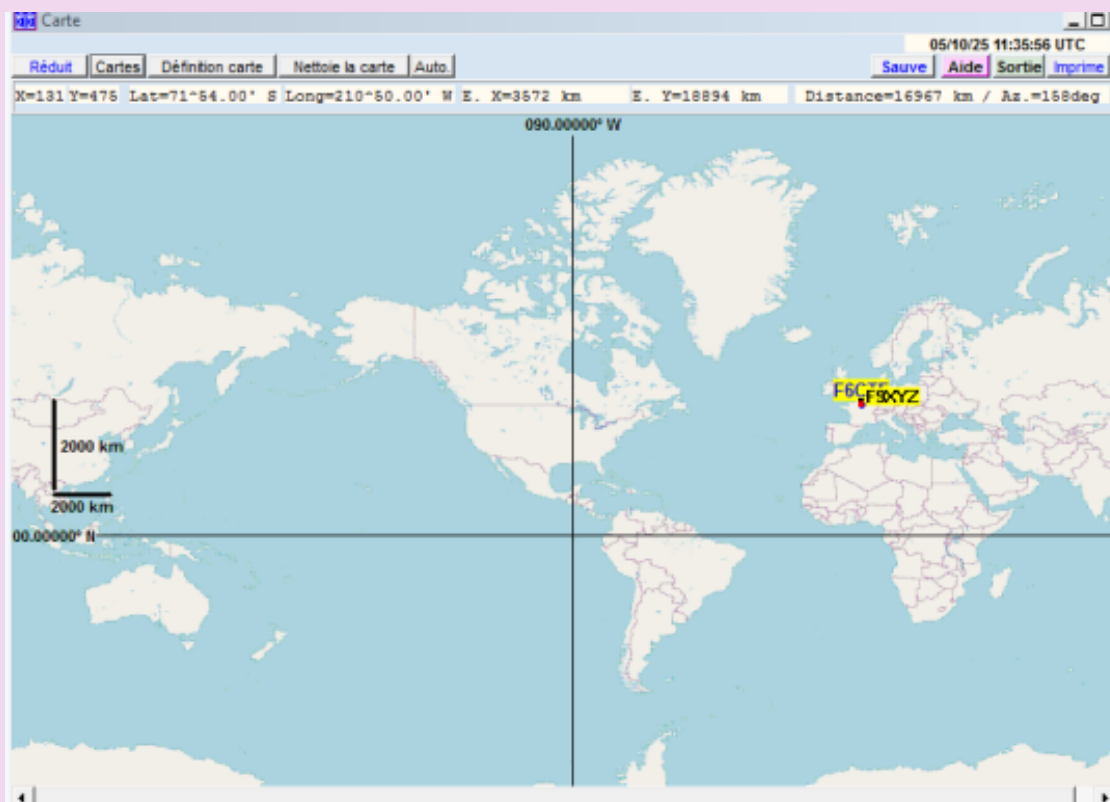 Carte
05/10/25 11:35:56 UTC
Réduit Cartes Définition carte Nettoie la carte Auto. Sauve Aide Sortie Imprime
X=131 Y=475 Lat=71^54.00' S Long=210^50.00' W E. X=3572 km E. Y=18894 km Distance=16967 km / Az.=158deg
090.00000° W
F6CTE
F9XYZ
2000 km
2000 km
00.00000° N